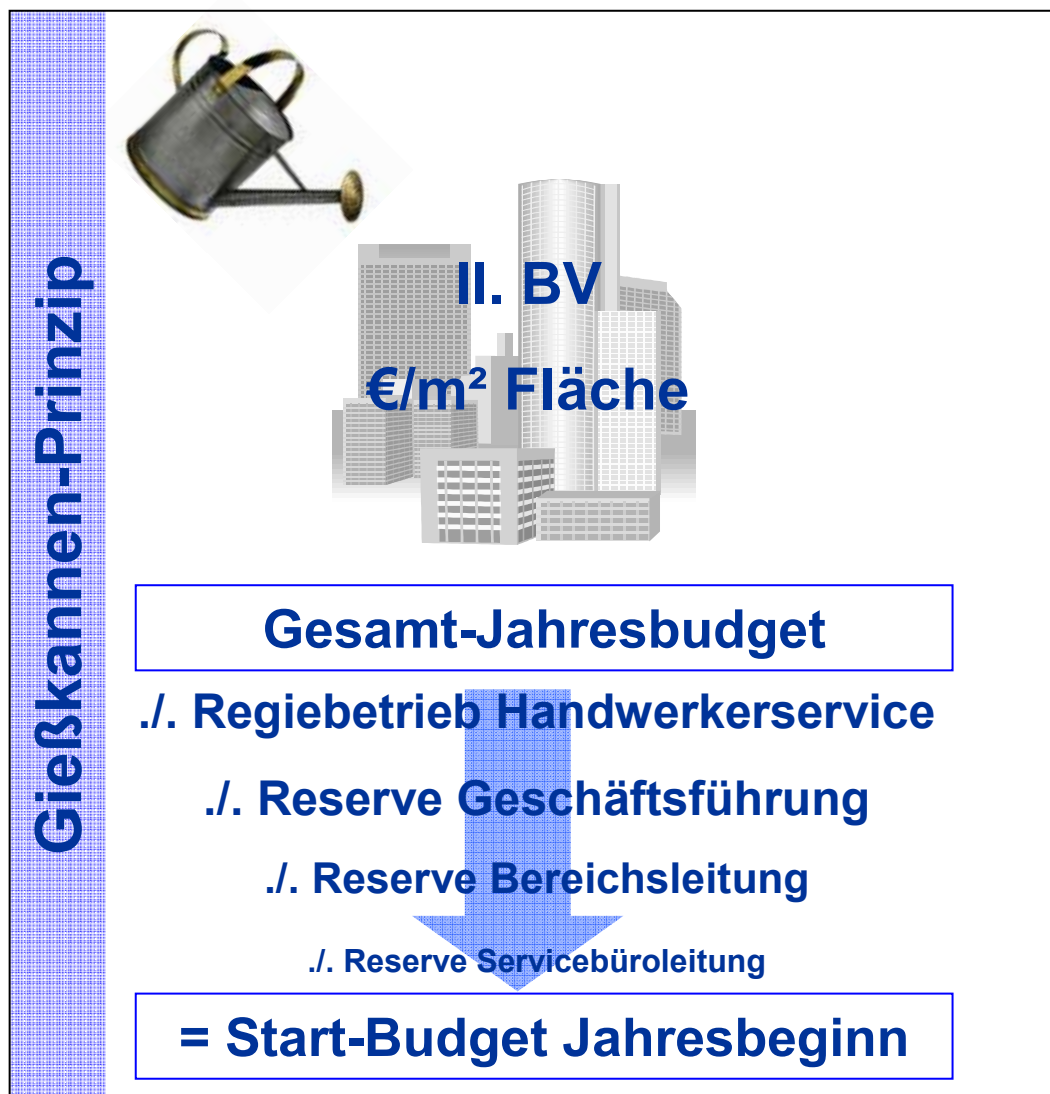 Gießkannen-Prinzip
II. BV
€/m² Fläche
Gesamt-Jahresbudget
./. Regiebetrieb Handwerkerservice
./. Reserve Geschäftsführung
./. Reserve Bereichsleitung
./. Reserve Servicebüroleitung
= Start-Budget Jahresbeginn